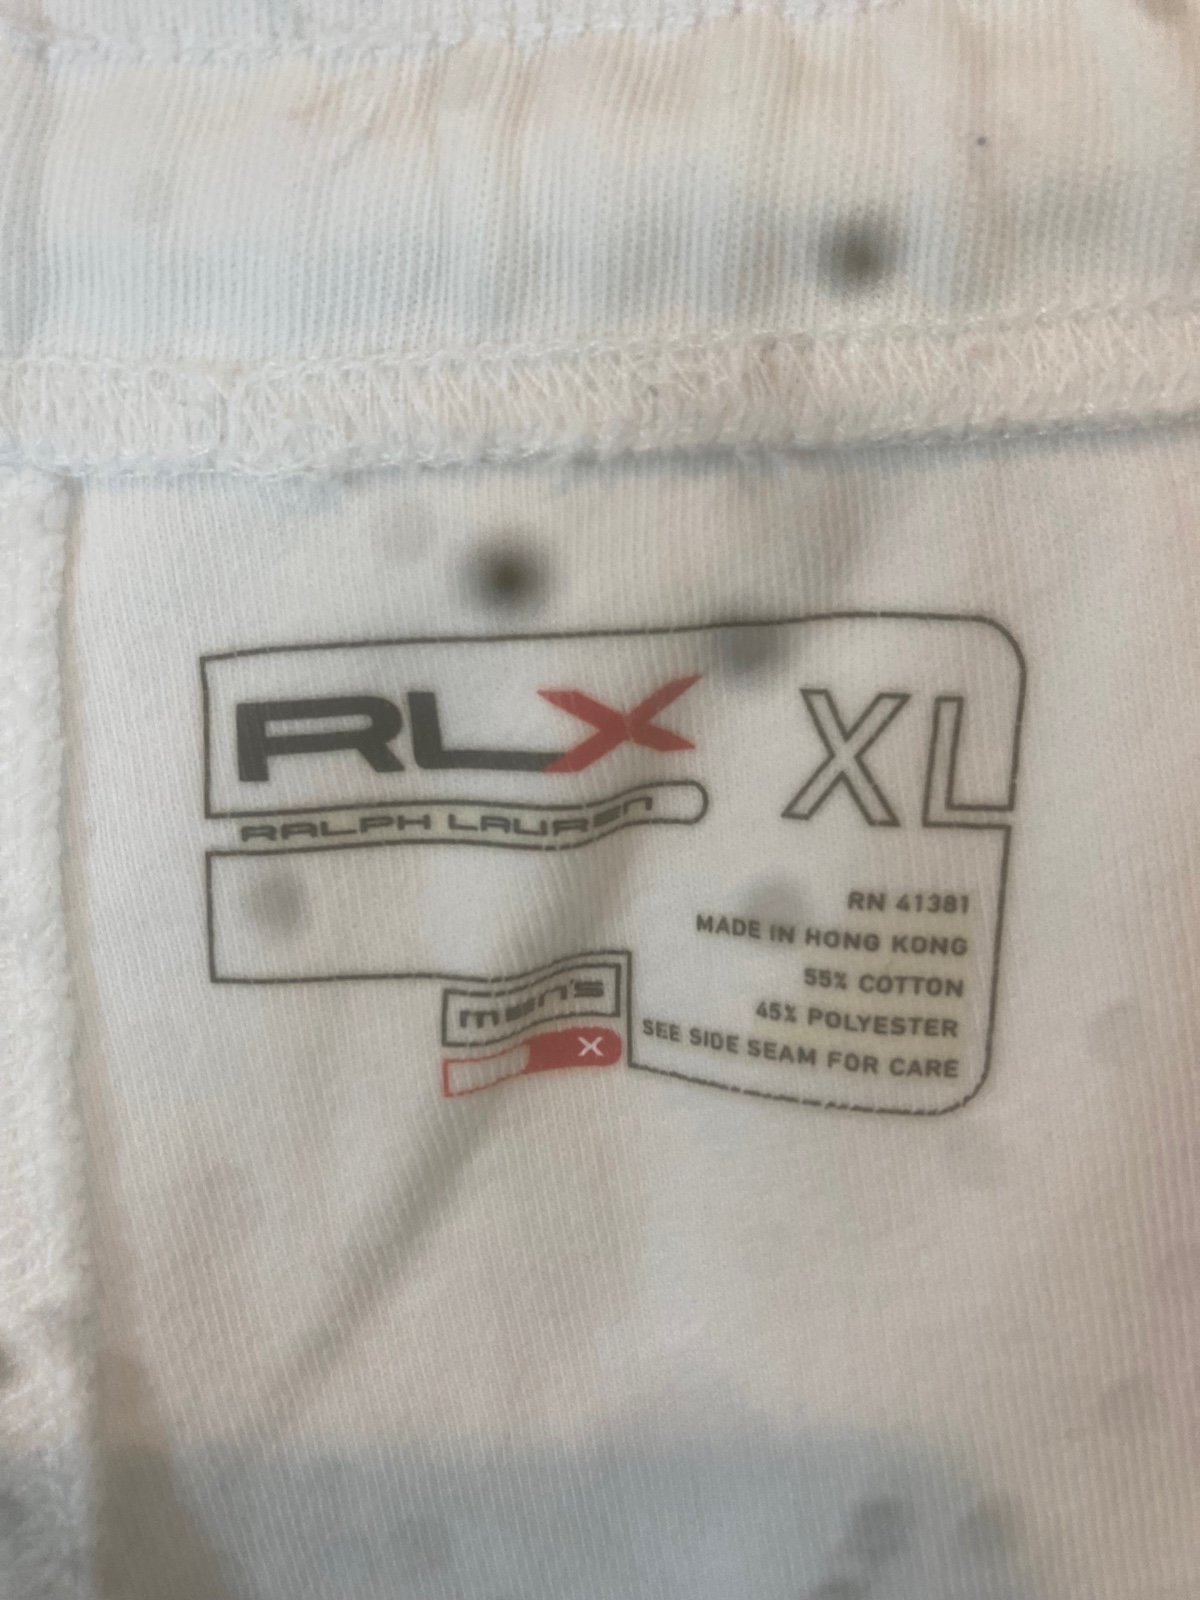 RLX
XL
RALPH LAUREN
RN 41381
MADE IN HONG KONG
55% COTTON
45% POLYESTER
SEE SIDE SEAM FOR CARE
men's
X